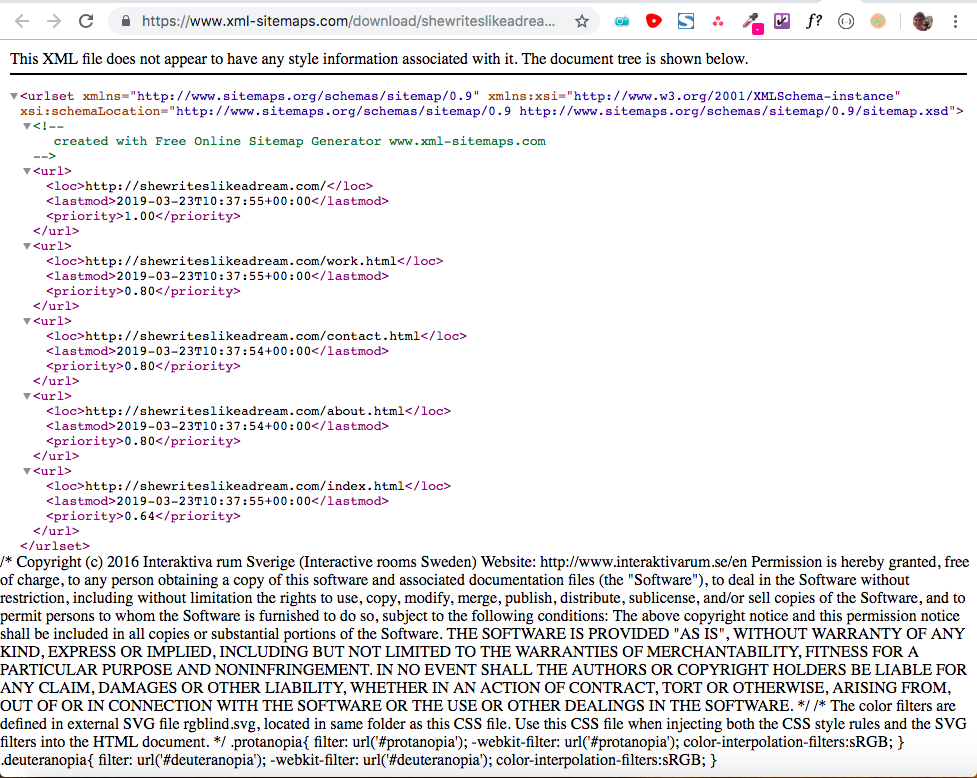 https://www.xml-sitemaps.com/download/shewriteslikeadrea...
f?
This XML file does not appear to have any style information associated with it. The document tree is shown below.
▼<urlset xmlns="http://www.sitemaps.org/schemas/sitemap/0.9" xmlns:xsi="http://www.w3.org/2001/XMLSchema-instance"
xsi:schemaLocation="http://www.sitemaps.org/schemas/sitemap/0.9 http://www.sitemaps.org/schemas/sitemap/0.9/sitemap.xsd">
▼<!--
created with Free Online Sitemap Generator www.xml-sitemaps.com
-->
▼<url>
<loc>http://shewriteslikeadream.com/</loc>
<lastmod>2019-03-23T10:37:55+00:00</lastmod>
<priority>1.00</priority>
</url>
▼<url>
<loc>http://shewriteslikeadream.com/work.html</loc>
<lastmod>2019-03-23T10:37:55+00:00</lastmod>
<priority>0.80</priority>
</url>
▼<url>
<loc>http://shewriteslikeadream.com/contact.html</loc>
<lastmod>2019-03-23T10:37:54+00:00</lastmod>
<priority>0.80</priority>
</url>
▼<url>
<loc>http://shewriteslikeadream.com/about.html</loc>
<lastmod>2019-03-23T10:37:54+00:00</lastmod>
<priority>0.80</priority>
</url>
▼<url>
<loc>http://shewriteslikeadream.com/index.html</loc>
<lastmod>2019-03-23T10:37:55+00:00</lastmod>
<priority>0.64</priority>
</url>
</urlset>
/* Copyright (c) 2016 Interaktiva rum Sverige (Interactive rooms Sweden) Website: http://www.interaktivarum.se/en Permission is hereby granted, free
of charge, to any person obtaining a copy of this software and associated documentation files (the "Software"), to deal in the Software without
restriction, including without limitation the rights to use, copy, modify, merge, publish, distribute, sublicense, and/or sell copies of the Software, and to
permit persons to whom the Software is furnished to do so, subject to the following conditions: The above copyright notice and this permission notice
shall be included in all copies or substantial portions of the Software. THE SOFTWARE IS PROVIDED "AS IS", WITHOUT WARRANTY OF ANY
KIND, EXPRESS OR IMPLIED, INCLUDING BUT NOT LIMITED TO THE WARRANTIES OF MERCHANTABILITY, FITNESS FOR A
PARTICULAR PURPOSE AND NONINFRINGEMENT. IN NO EVENT SHALL THE AUTHORS OR COPYRIGHT HOLDERS BE LIABLE FOR
ANY CLAIM, DAMAGES OR OTHER LIABILITY, WHETHER IN AN ACTION OF CONTRACT, TORT OR OTHERWISE, ARISING FROM,
OUT OF OR IN CONNECTION WITH THE SOFTWARE OR THE USE OR OTHER DEALINGS IN THE SOFTWARE. */ /* The color filters are
defined in external SVG file rgblind.svg, located in same folder as this CSS file. Use this CSS file when injecting both the CSS style rules and the SVG
filters into the HTML document. */ .protanopia{ filter: url('#protanopia'); -webkit-filter: url('#protanopia'); color-interpolation-filters:sRGB; }
.deuteranopia{ filter: url('#deuteranopia'); -webkit-filter: url('#deuteranopia'); color-interpolation-filters:sRGB; }